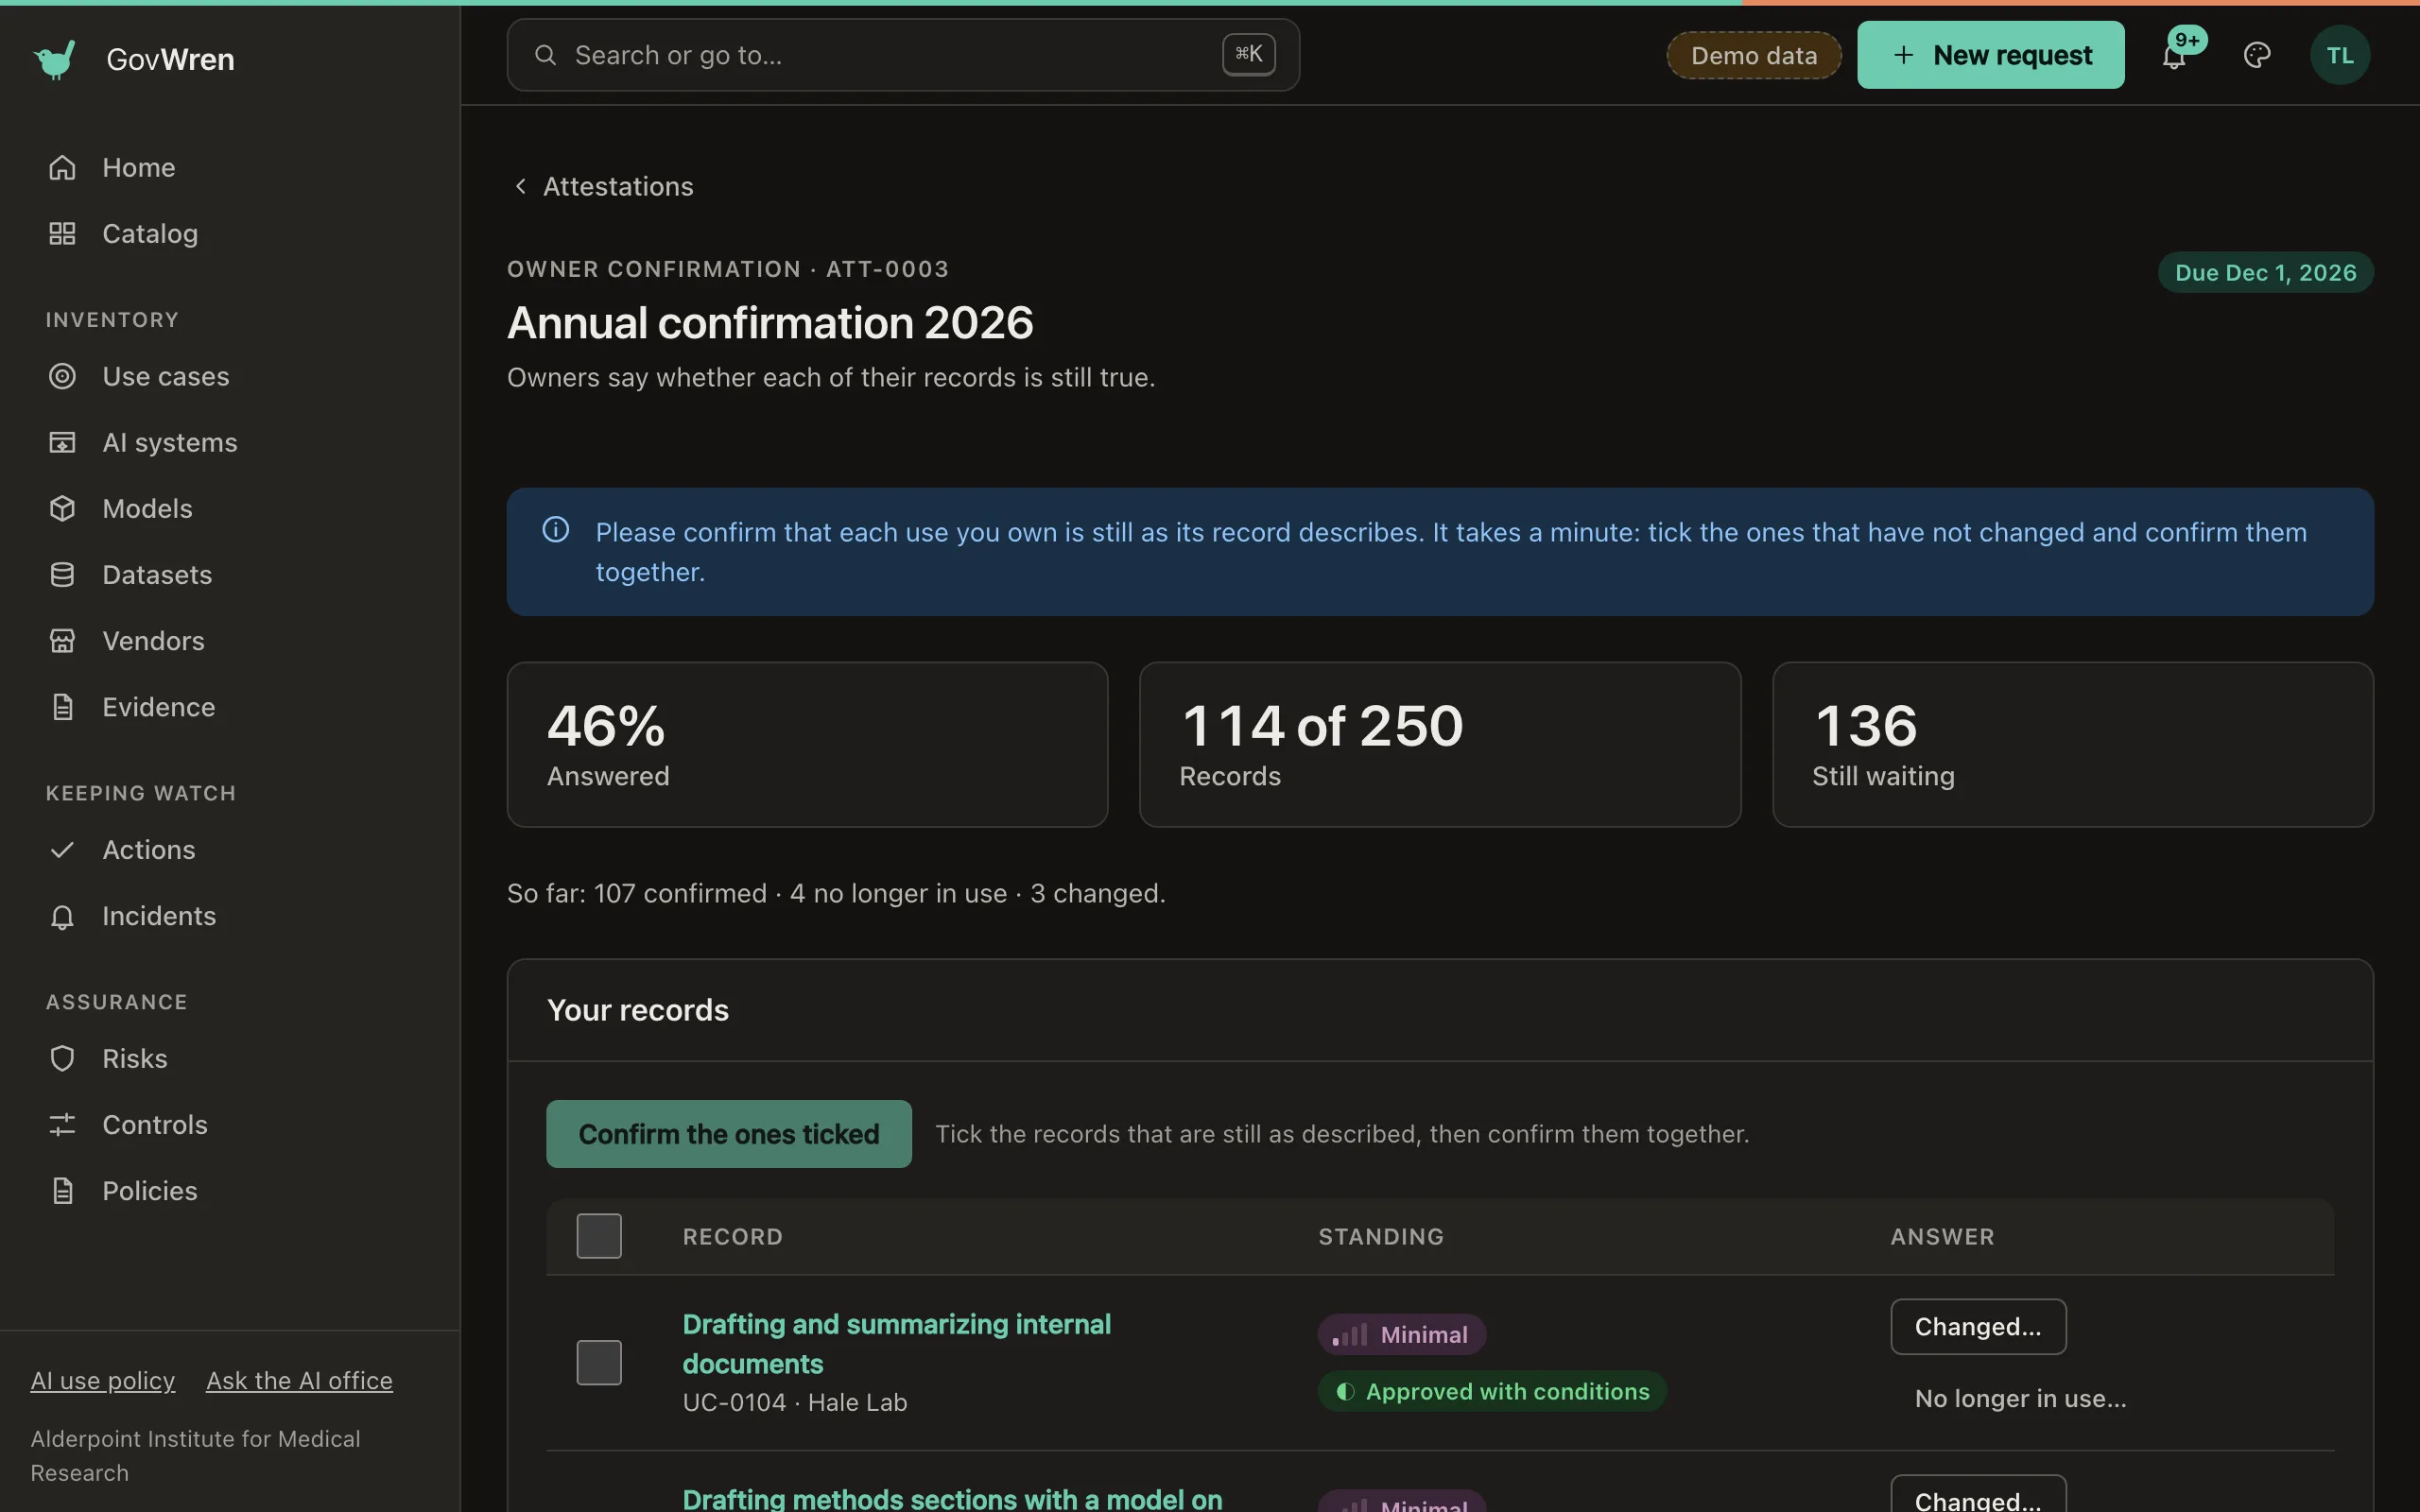 GovWren
Search or go to...
⌘K
Demo data
+ New request
9+
TL
Home
Catalog
INVENTORY
Use cases
AI systems
Models
Datasets
Vendors
Evidence
KEEPING WATCH
Actions
Incidents
ASSURANCE
Risks
Controls
Policies
AI use policy
Ask the AI office
Alderpoint Institute for Medical
Research
Attestations
OWNER CONFIRMATION · ATT-0003
Due Dec 1, 2026
Annual confirmation 2026
Owners say whether each of their records is still true.
Please confirm that each use you own is still as its record describes. It takes a minute: tick the ones that have not changed and confirm them
together.
46%
Answered
114 of 250
Records
136
Still waiting
So far: 107 confirmed · 4 no longer in use · 3 changed.
Your records
Confirm the ones ticked
Tick the records that are still as described, then confirm them together.
RECORD
STANDING
ANSWER
Drafting and summarizing internal
documents
UC-0104 · Hale Lab
Minimal
Approved with conditions
Changed...
No longer in use...
Drafting methods sections with a model on
Minimal
Changed...